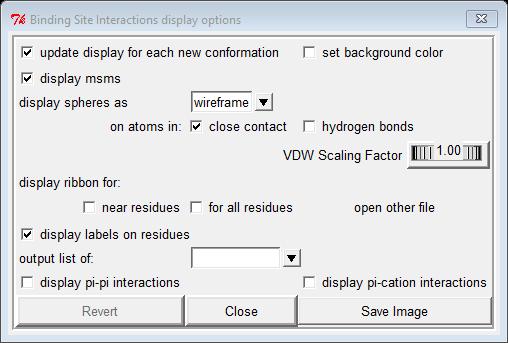 Binding Site Interactions display options
update display for each new conformation set background color
display msms
display spheres as wireframe
on atoms in: close contact hydrogen bonds
VDW Scaling Factor 1.00
display ribbon for:
near residues for all residues open other file
display labels on residues
output list of:
display pi-pi interactions display pi-cation interactions
Revert Close Save Image